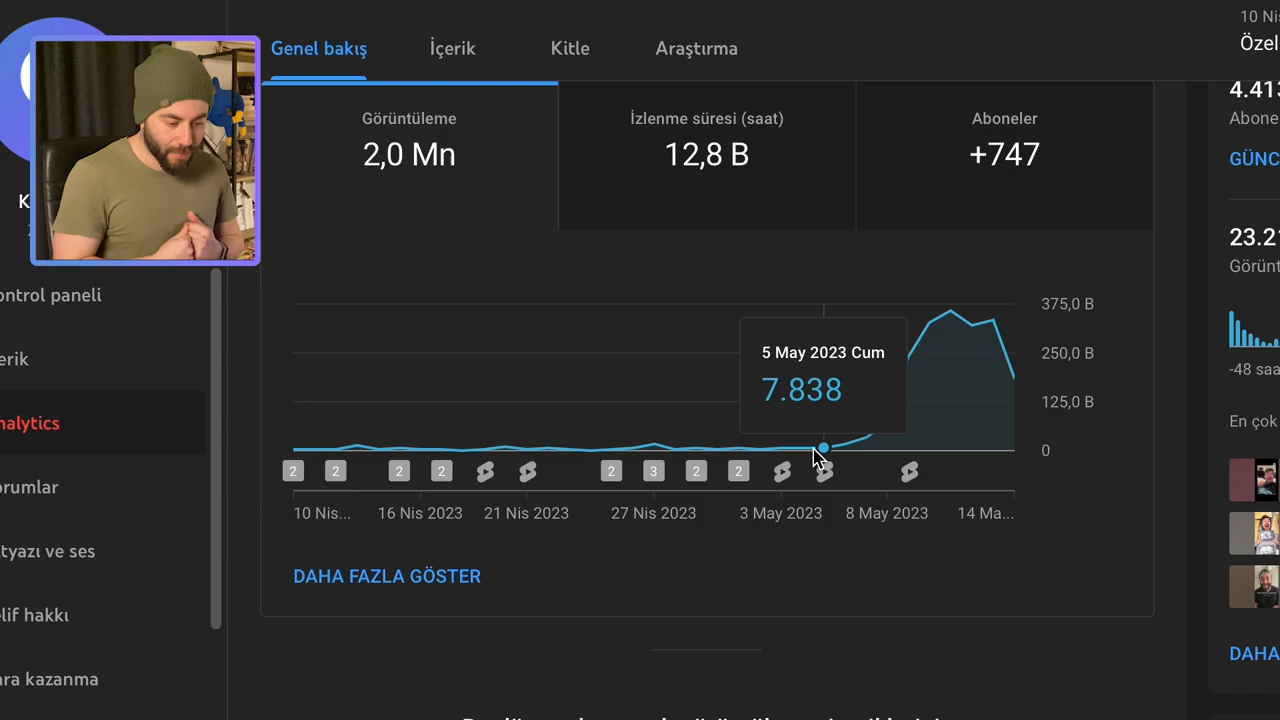 10 Nis
Genel bakış
İçerik
Kitle
Araştırma
Özel
Görüntüleme
2,0 Mn
İzlenme süresi (saat)
12,8 B
Aboneler
+747
4.413
Abone
GÜNC
K
23.21
Görünt
ontrol paneli
erik
nalytics
orumlar
tyazı ve ses
elif hakkı
ara kazanma
375,0 B
250,0 B
125,0 B
0
5 May 2023 Cum
7.838
2
2
2
2
2
3
2
2
10 Nis...
16 Nis 2023
21 Nis 2023
27 Nis 2023
3 May 2023
8 May 2023
14 Ma...
DAHA FAZLA GÖSTER
-48 saa
En çok
DAHA